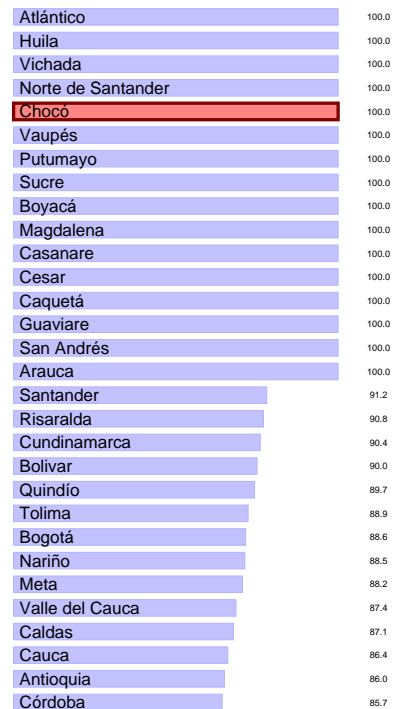 Atlántico 100.0
Huila 100.0
Vichada 100.0
Norte de Santander 100.0
Chocó 100.0
Vaupés 100.0
Putumayo 100.0
Sucre 100.0
Boyacá 100.0
Magdalena 100.0
Casanare 100.0
Cesar 100.0
Caquetá 100.0
Guaviare 100.0
San Andrés 100.0
Arauca 100.0
Santander 91.2
Risaralda 90.8
Cundinamarca 90.4
Bolivar 90.0
Quindío 89.7
Tolima 88.9
Bogotá 88.6
Nariño 88.5
Meta 88.2
Valle del Cauca 87.4
Caldas 87.1
Cauca 86.4
Antioquia 86.0
Córdoba 85.7